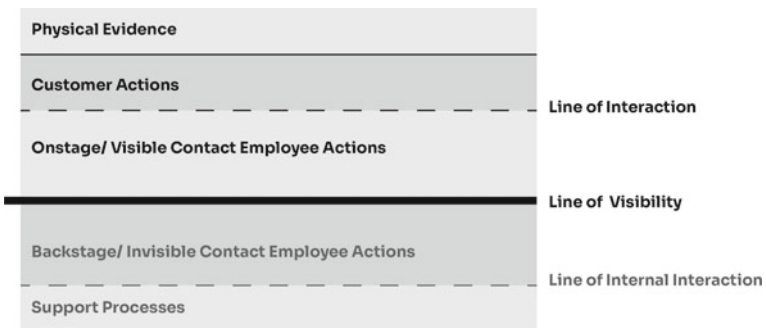 Physical Evidence
Customer Actions
Line of Interaction
Onstage/ Visible Contact Employee Actions
Line of Visibility
Backstage/ Invisible Contact Employee Actions
Line of Internal Interaction
Support Processes